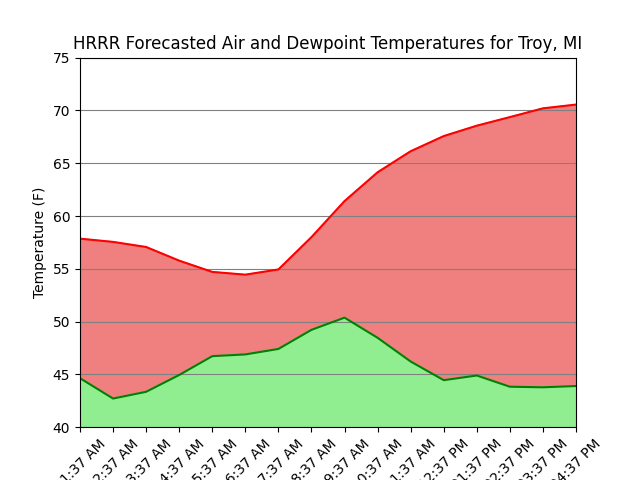 HRRR Forecasted Air and Dewpoint Temperatures for Troy, MI
Temperature (F)
75
70
65
60
55
50
45
40
1:37 AM
2:37 AM
3:37 AM
4:37 AM
5:37 AM
6:37 AM
7:37 AM
8:37 AM
9:37 AM
0:37 AM
1:37 AM
2:37 PM
01:37 PM
02:37 PM
03:37 PM
04:37 PM